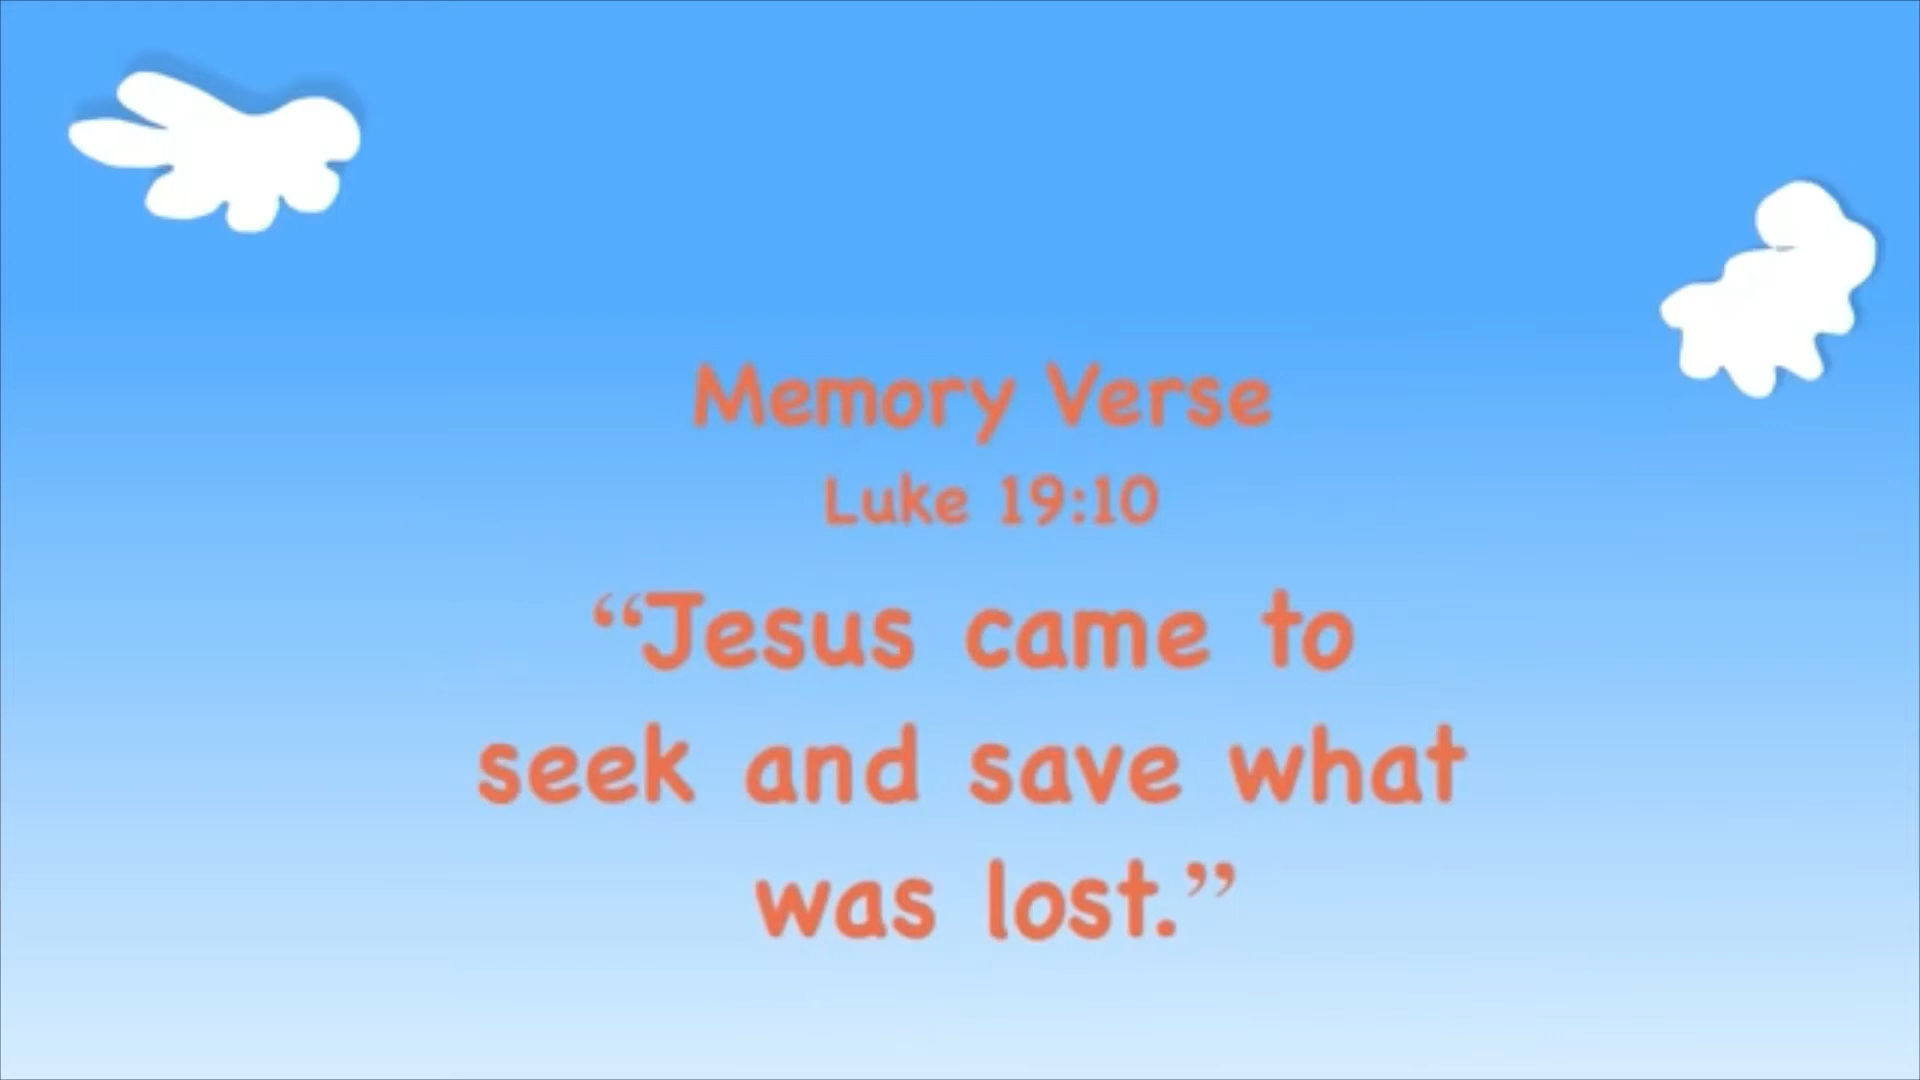 Memory Verse
Luke 19:10
“Jesus came to
seek and save what
was lost.”